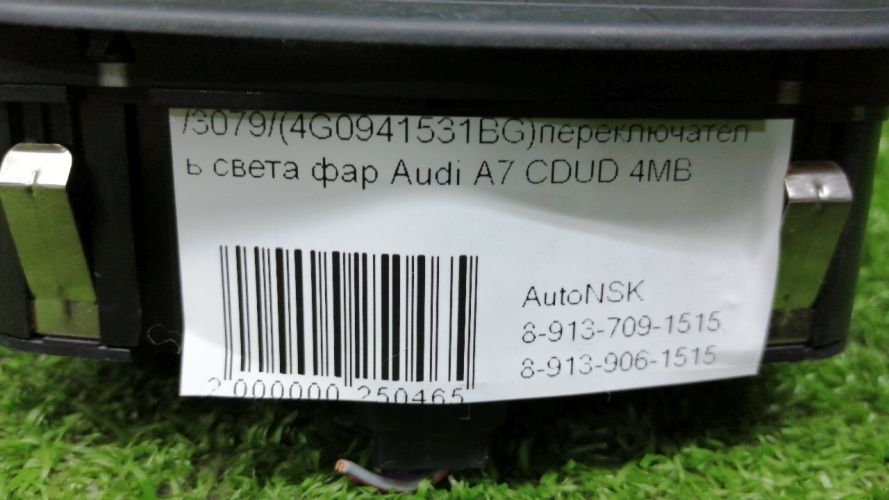 /3079/(4G0941531BG)переключател
ь света фар Audi A7 CDUD 4MB
AutoNSK
8-913-709-1515
8-913-906-1515
2 000000 250465